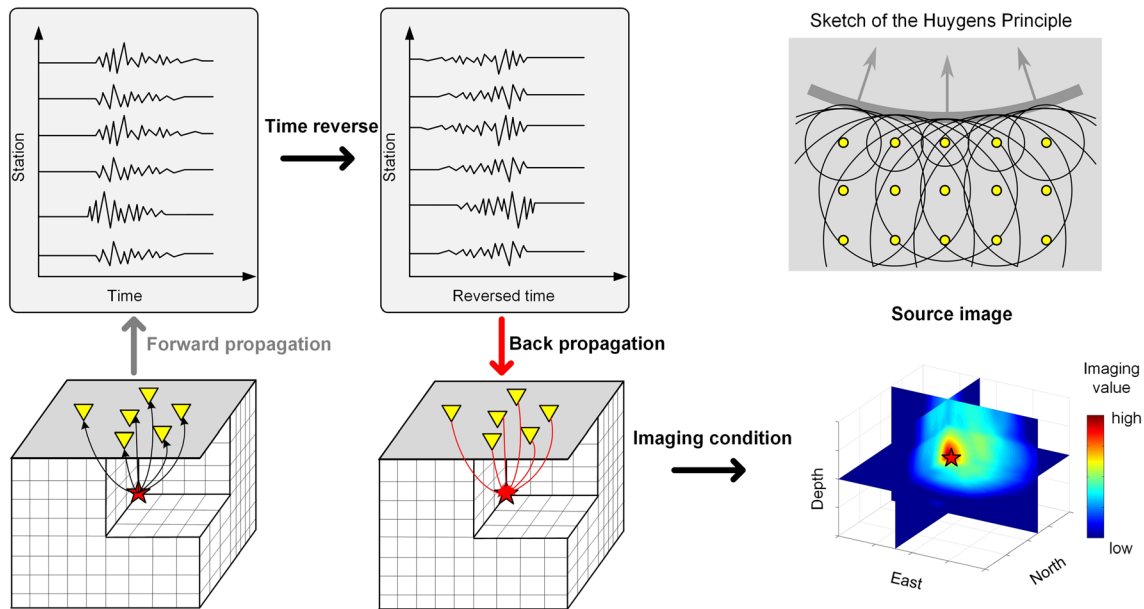 Station
Time
Time reverse
Station
Reversed time
Sketch of the Huygens Principle
Forward propagation
Back propagation
Imaging condition
Source image
Imaging
value
high
low
Depth
East
North